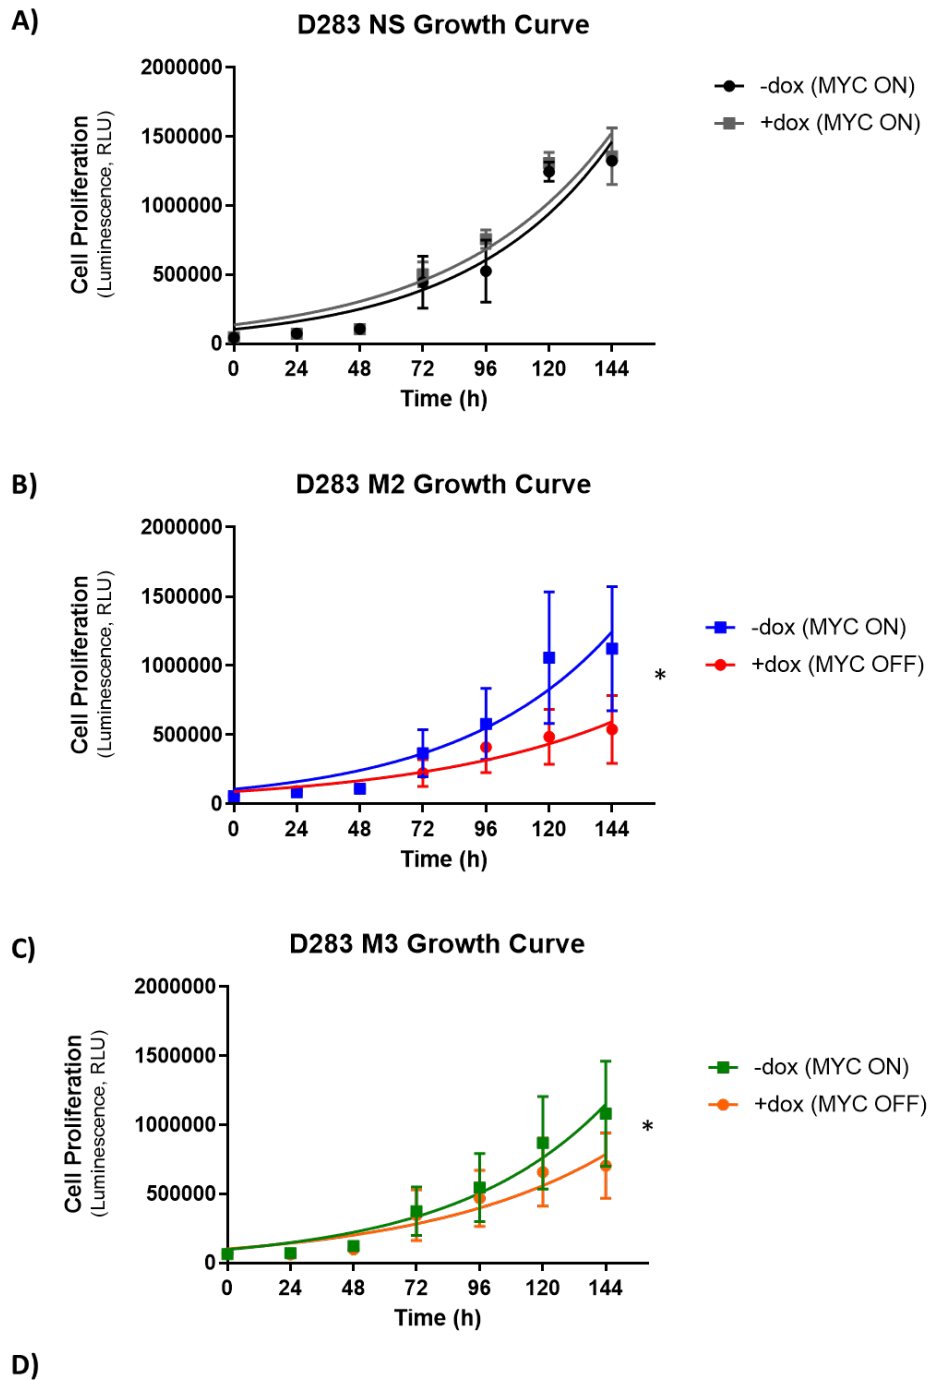 A)
D283 NS Growth Curve
Cell Proliferation
(Luminescence, RLU)
2000000
1500000
1000000
500000
0
0 24 48 72 96 120 144
Time (h)
-dox (MYC ON)
+dox (MYC ON)
B)
D283 M2 Growth Curve
Cell Proliferation
(Luminescence, RLU)
2000000
1500000
1000000
500000
0
0 24 48 72 96 120 144
Time (h)
-dox (MYC ON)
+dox (MYC OFF)
*
C)
D283 M3 Growth Curve
Cell Proliferation
(Luminescence, RLU)
2000000
1500000
1000000
500000
0
0 24 48 72 96 120 144
Time (h)
-dox (MYC ON)
+dox (MYC OFF)
*
D)